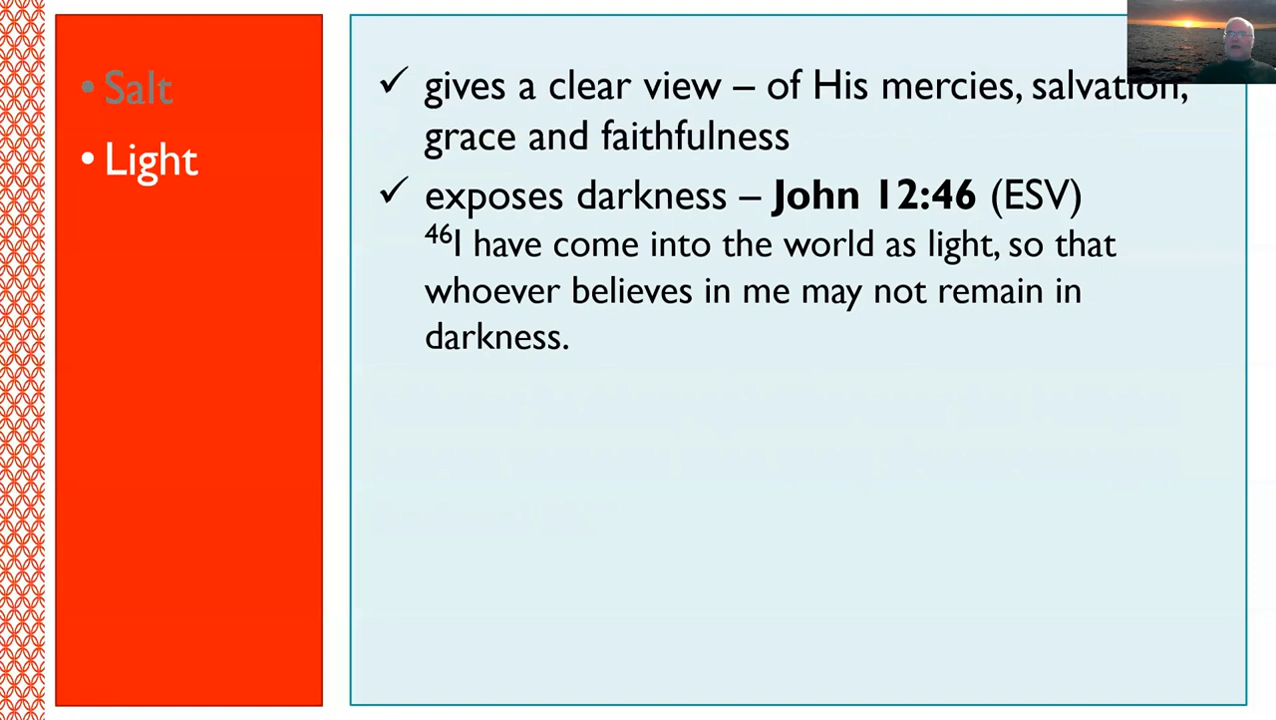 • Salt
• Light
✓ gives a clear view – of His mercies, salvation,
grace and faithfulness
✓ exposes darkness – John 12:46 (ESV)
46I have come into the world as light, so that
whoever believes in me may not remain in
darkness.